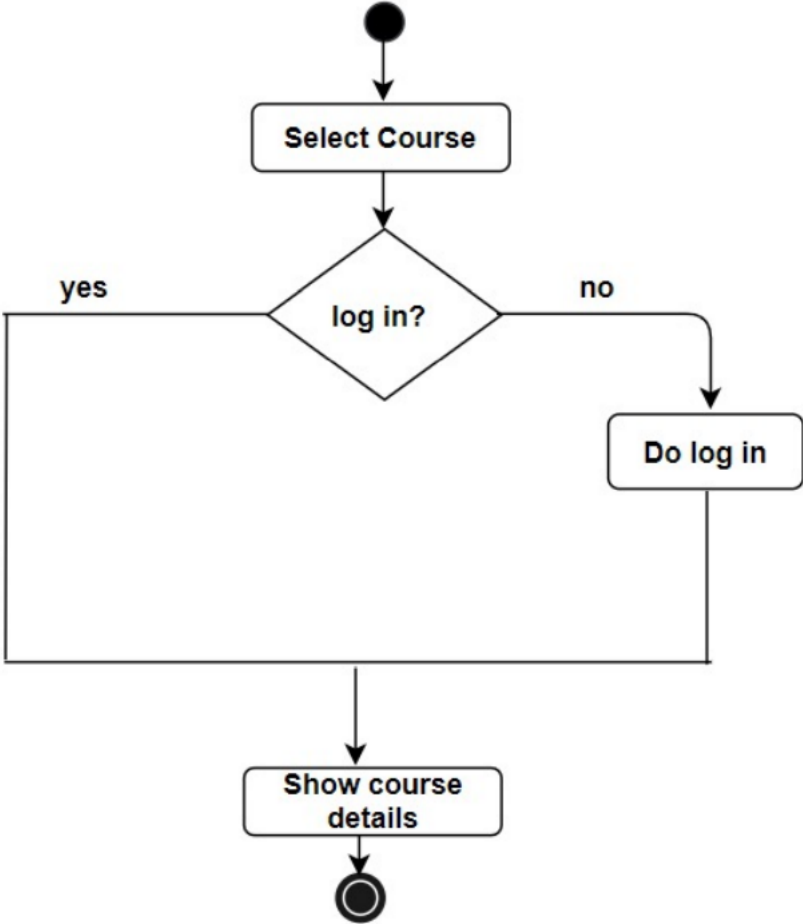 Select Course
yes
log in?
no
Do log in
Show course
details